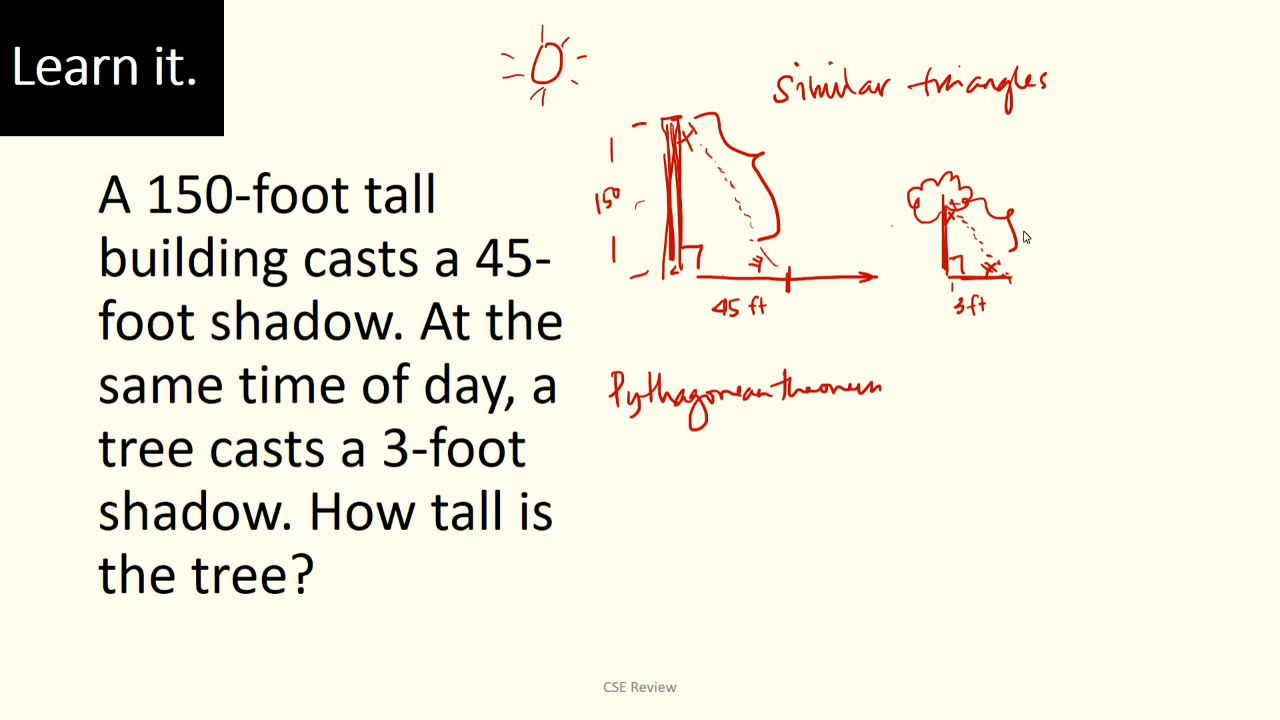 Learn it.
Similar triangles
A 150-foot tall
building casts a 45-
foot shadow. At the
same time of day, a
tree casts a 3-foot
shadow. How tall is
the tree?
150
45 ft
3 ft
Pythagorean theorem
CSE Review